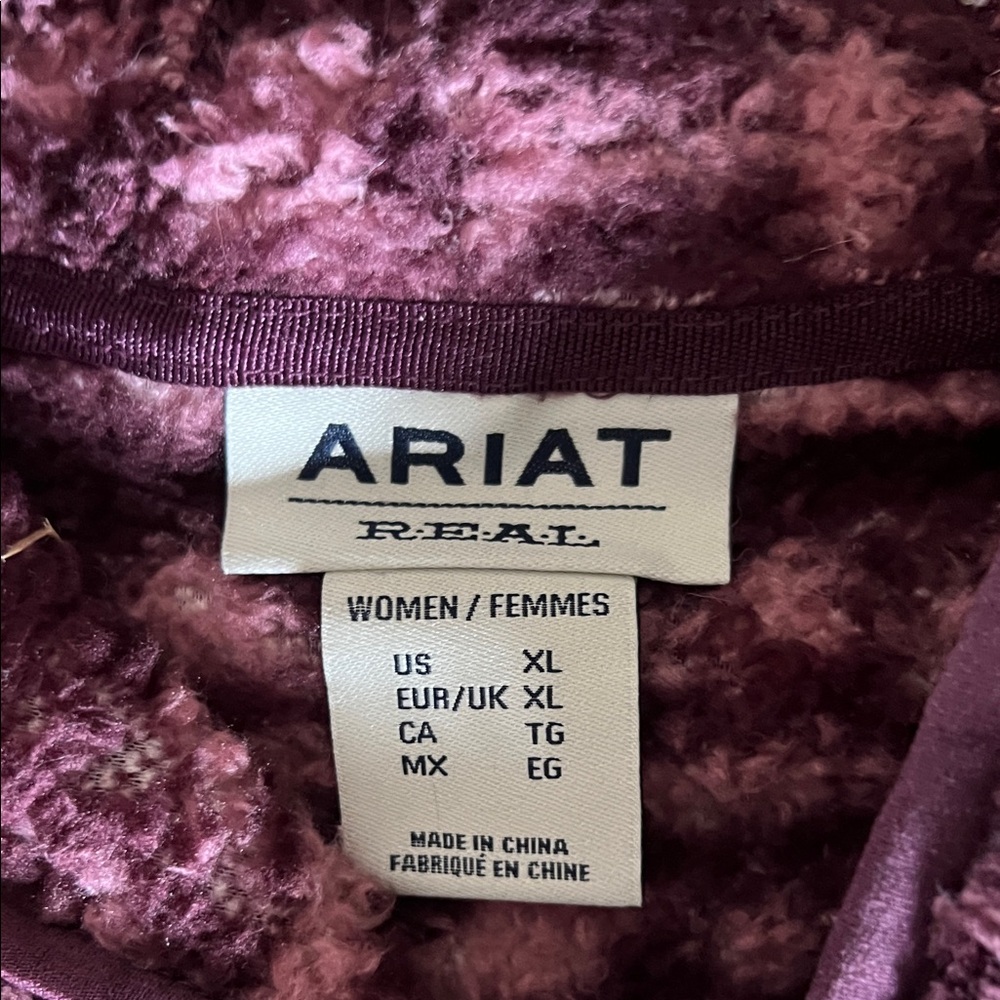 ARIAT
R·E·A·L
WOMEN / FEMMES
US XL
EUR/UK XL
CA TG
MX EG
MADE IN CHINA
FABRIQUÉ EN CHINE